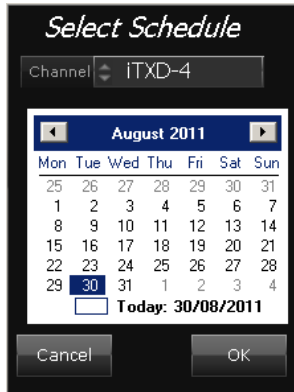 Select Schedule
Channel iTXD-4
August 2011
Mon Tue Wed Thu Fri Sat Sun
25 26 27 28 29 30 31
1 2 3 4 5 6 7
8 9 10 11 12 13 14
15 16 17 18 19 20 21
22 23 24 25 26 27 28
29 30 31 1 2 3 4
Today: 30/08/2011
Cancel OK